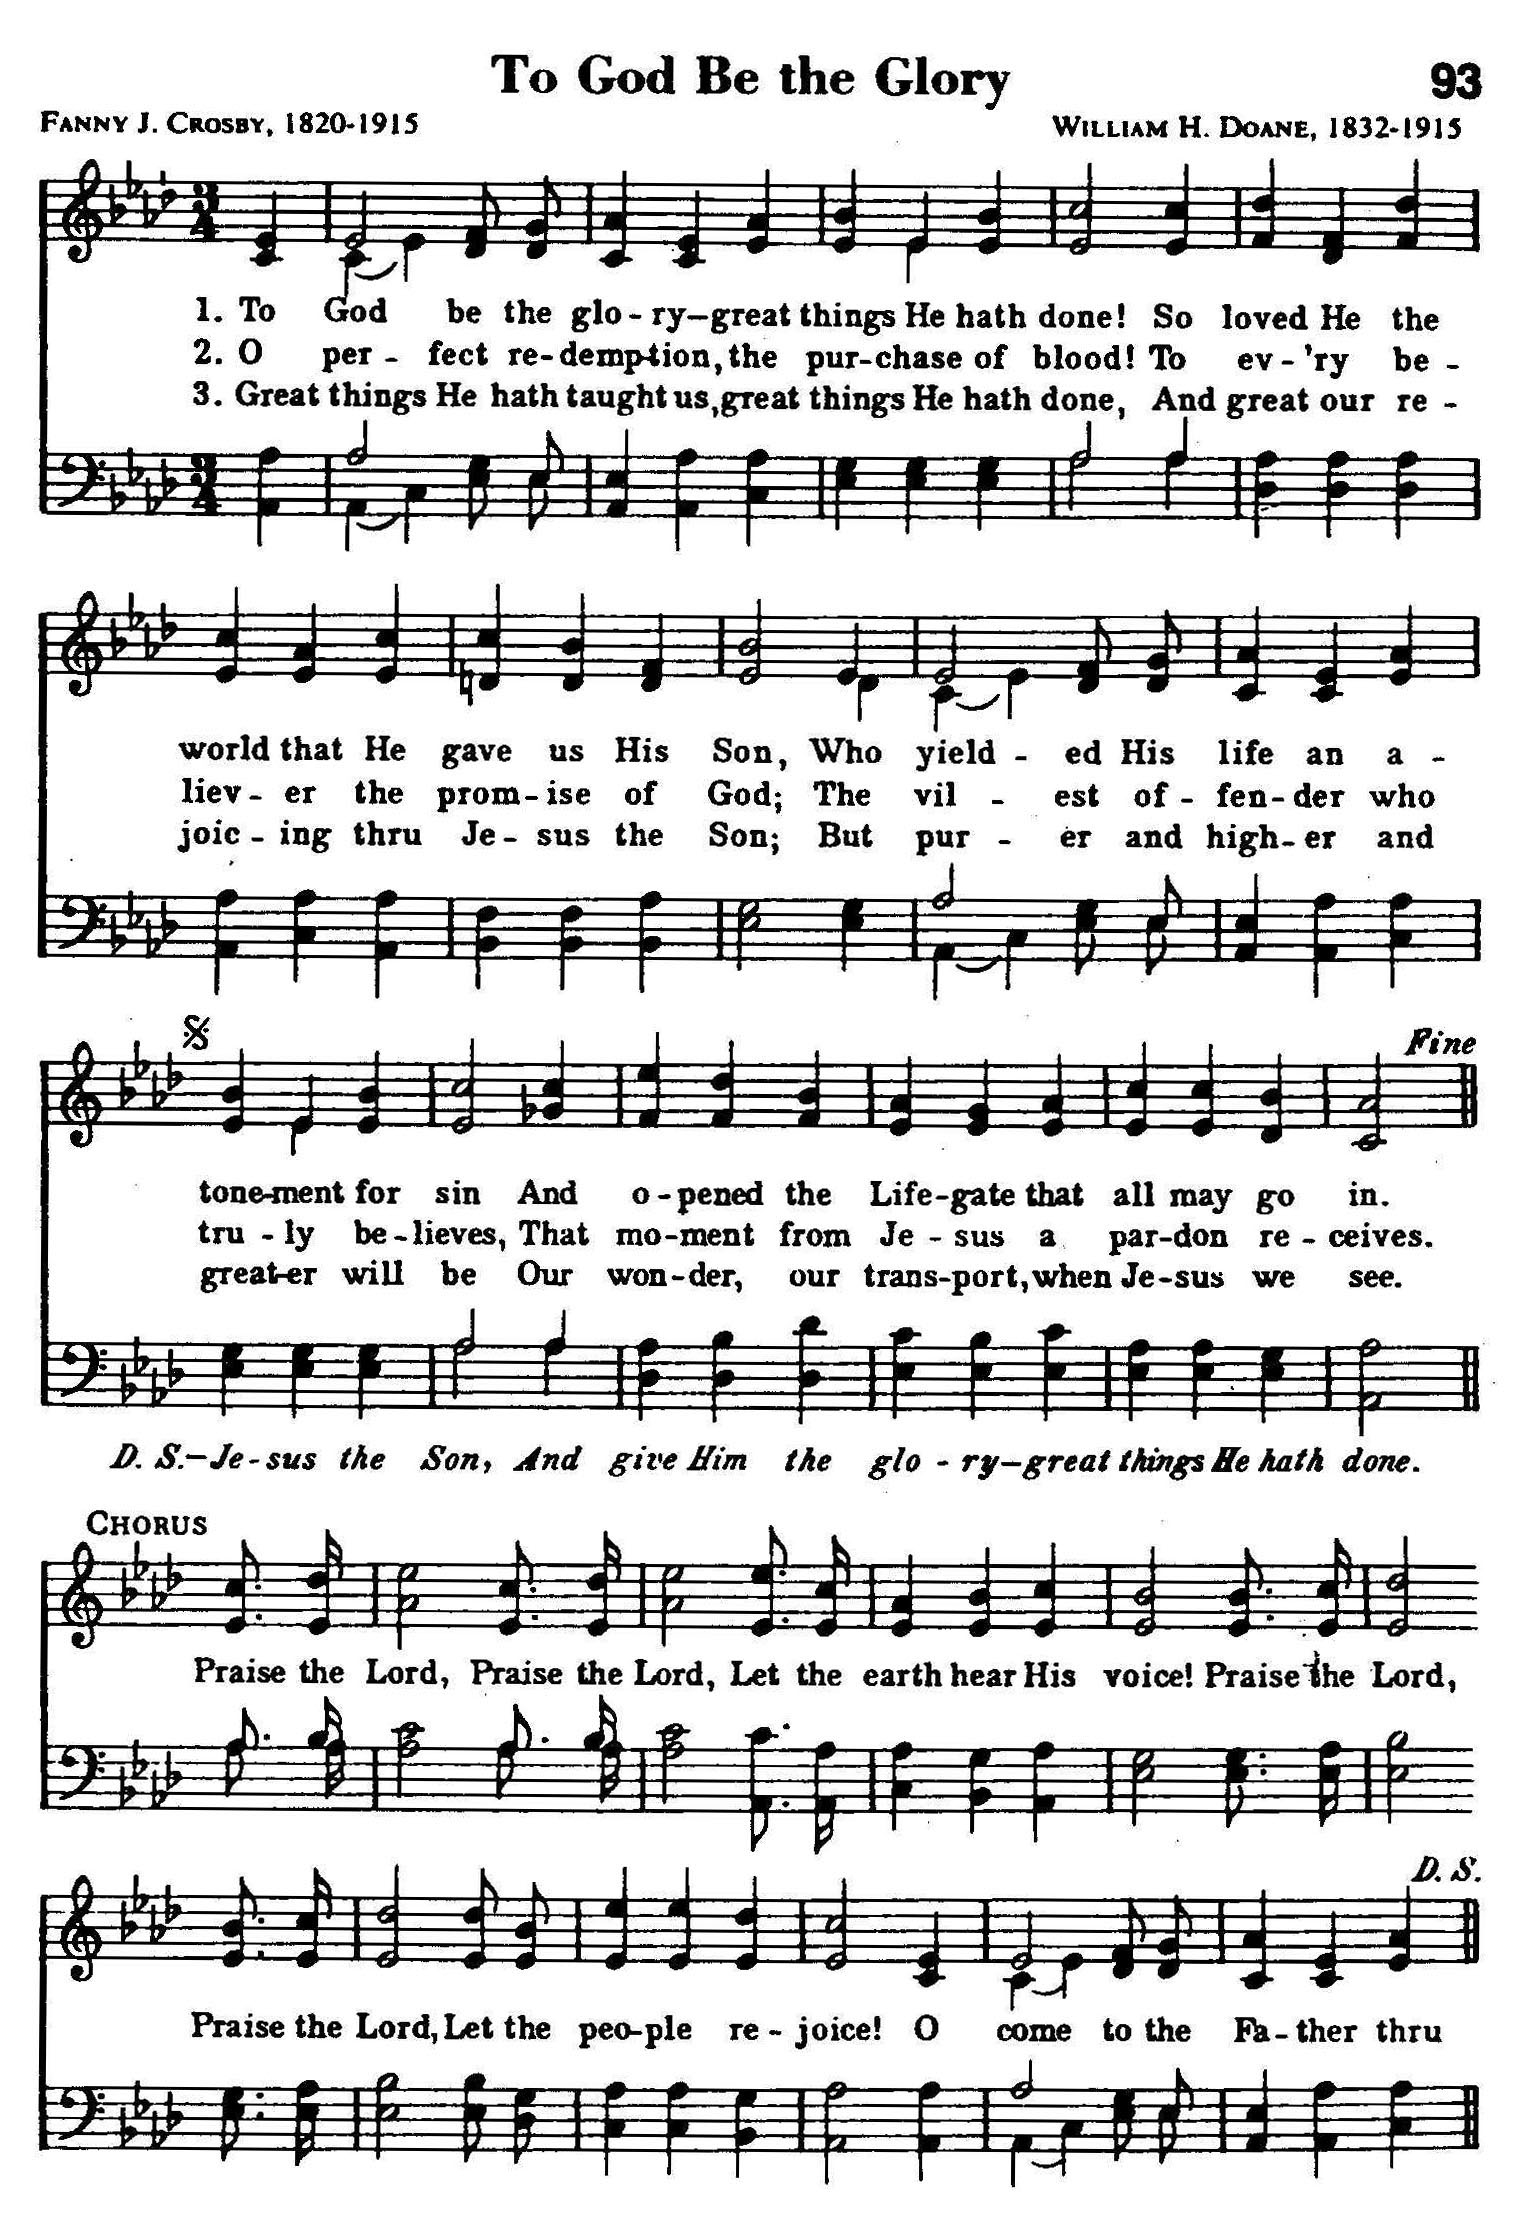 To God Be the Glory 93
FANNY J. CROSBY, 1820-1915 WILLIAM H. DOANE, 1832-1915
3/4
1. To God be the glo-ry—great things He hath done! So loved He the
2. O per-fect re-demp-tion, the pur-chase of blood! To ev-'ry be-
3. Great things He hath taught us, great things He hath done, And great our re-
3/4
world that He gave us His Son, Who yield-ed His life an a-
liev-er the prom-ise of God; The vil-est of-fen-der who
joic-ing thru Je-sus the Son; But pur-er and high-er and
Fine
tone-ment for sin And o-pened the Life-gate that all may go in.
tru-ly be-lieves, That mo-ment from Je-sus a par-don re-ceives.
great-er will be Our won-der, our trans-port, when Je-sus we see.
D. S.—Je-sus the Son, And give Him the glo-ry—great things He hath done.
CHORUS
Praise the Lord, Praise the Lord, Let the earth hear His voice! Praise the Lord,
D. S.
Praise the Lord, Let the peo-ple re-joice! O come to the Fa-ther thru